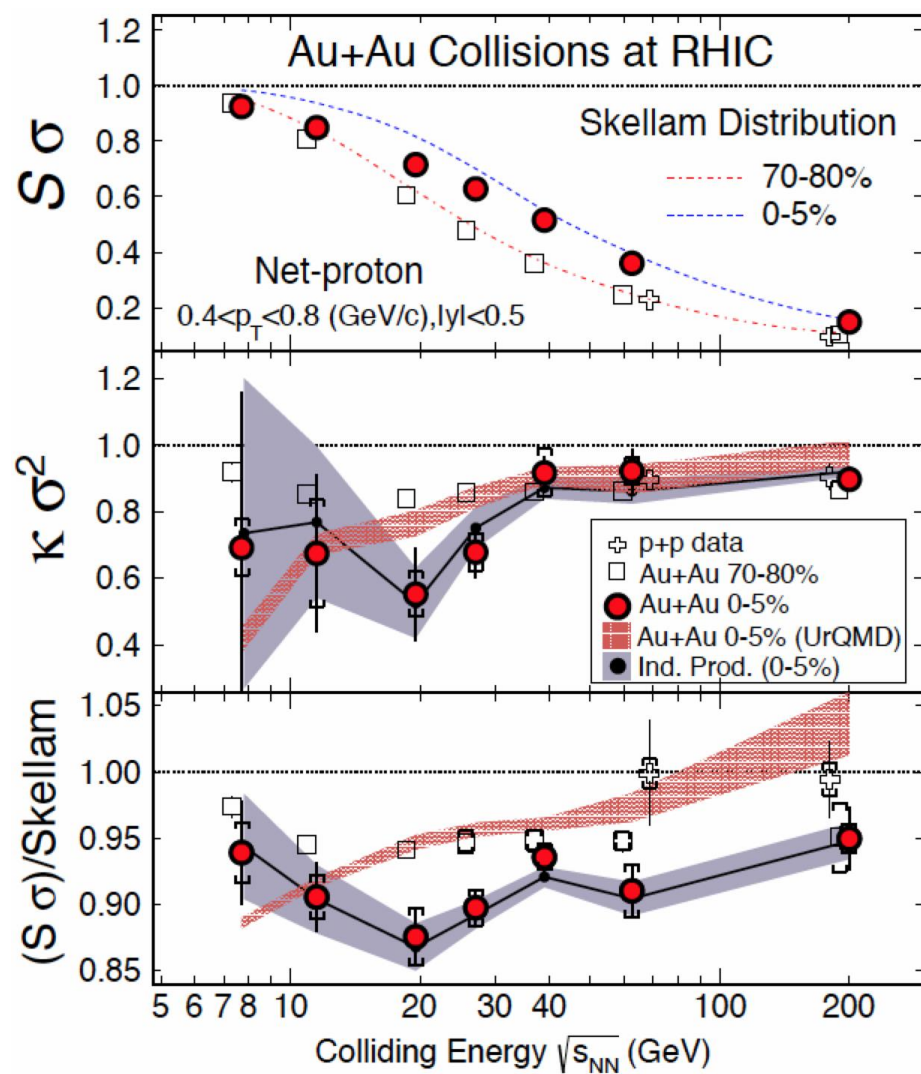 Au+Au Collisions at RHIC
Skellam Distribution
70-80%
0-5%
Net-proton
0.4<p_T<0.8 (GeV/c),|y|<0.5
S σ
1.2
1.0
0.8
0.6
0.4
0.2
κ σ²
1.2
1.0
0.8
0.6
0.4
p+p data
Au+Au 70-80%
Au+Au 0-5%
Au+Au 0-5% (UrQMD)
Ind. Prod. (0-5%)
(S σ)/Skellam
1.05
1.00
0.95
0.90
0.85
5 6 7 8 10 20 30 40 100 200
Colliding Energy √s_NN (GeV)